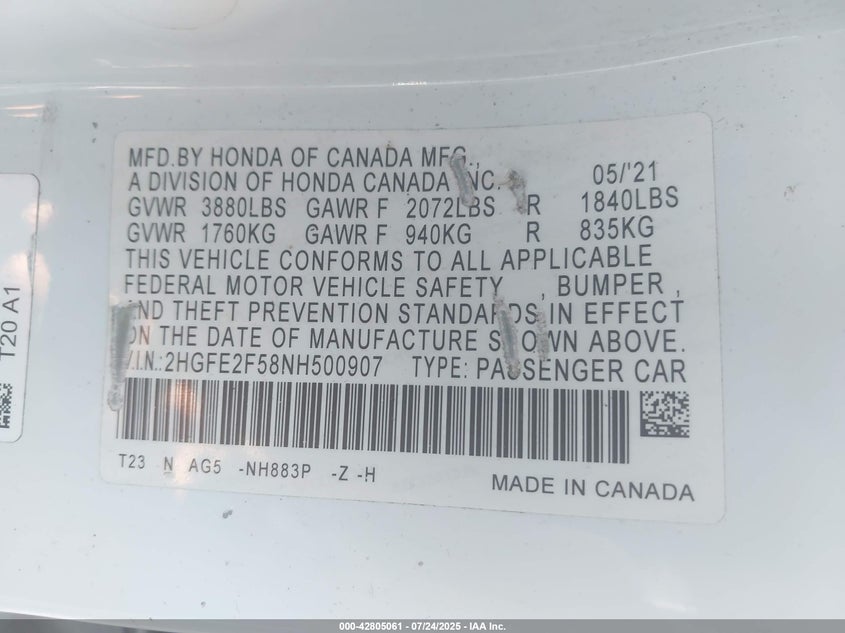 MFD.BY HONDA OF CANADA MFG.,
A DIVISION OF HONDA CANADA INC. 05/'21
GVWR 3880LBS GAWR F 2072LBS R 1840LBS
GVWR 1760KG GAWR F 940KG R 835KG
THIS VEHICLE CONFORMS TO ALL APPLICABLE
FEDERAL MOTOR VEHICLE SAFETY , BUMPER ,
AND THEFT PREVENTION STANDARDS IN EFFECT
ON THE DATE OF MANUFACTURE SHOWN ABOVE.
V.I.N.:2HGFE2F58NH500907 TYPE: PASSENGER CAR
T23 N AG5 -NH883P -Z -H
MADE IN CANADA
T20 A1
000-42805061 | 07/24/2025 | IAA Inc.